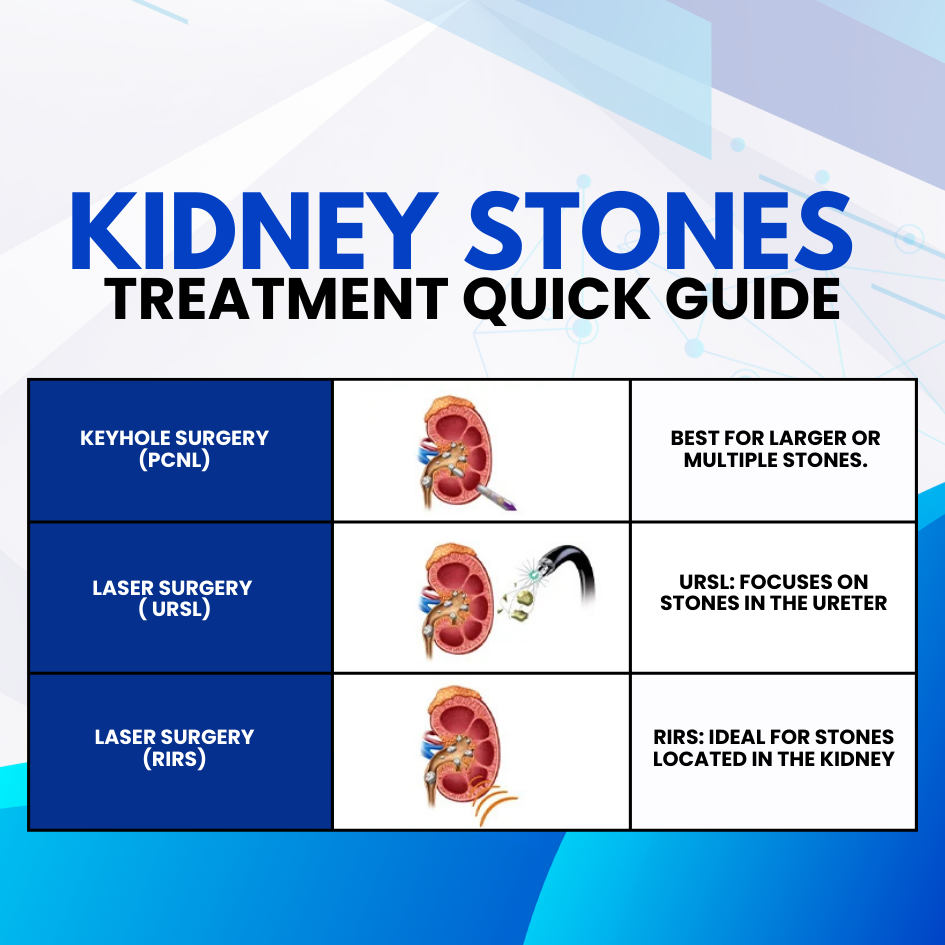 KIDNEY STONES
TREATMENT QUICK GUIDE
KEYHOLE SURGERY
(PCNL)
BEST FOR LARGER OR
MULTIPLE STONES.
LASER SURGERY
( URSL)
URSL: FOCUSES ON
STONES IN THE URETER
LASER SURGERY
(RIRS)
RIRS: IDEAL FOR STONES
LOCATED IN THE KIDNEY